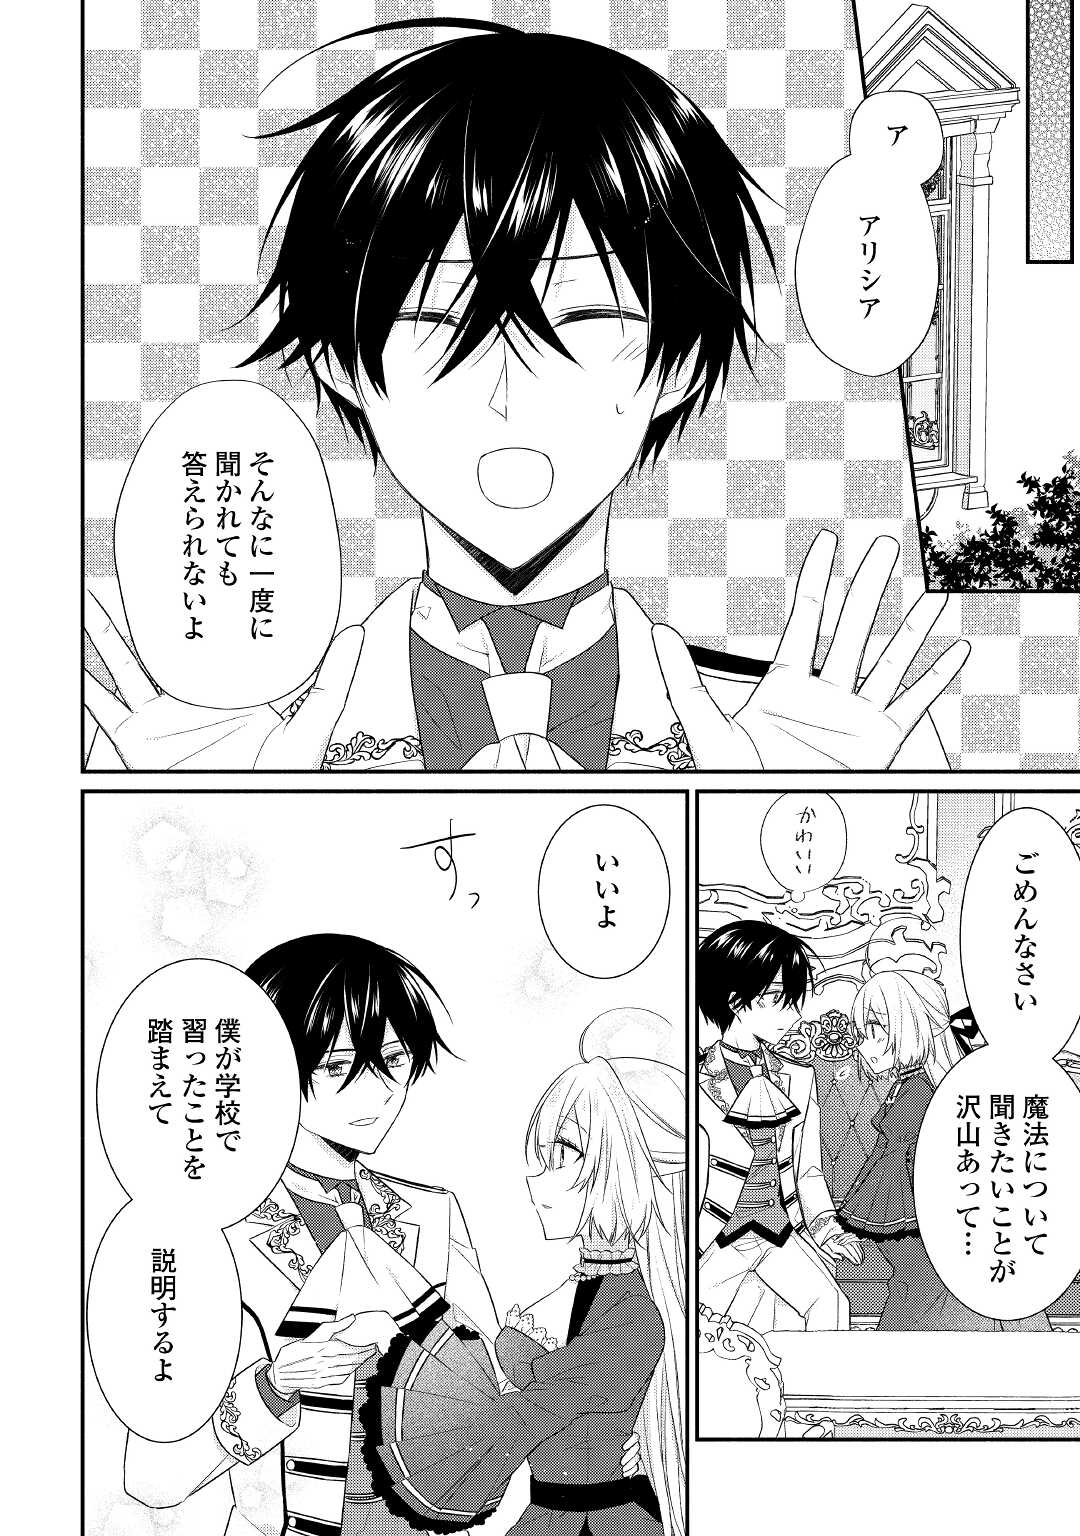 ア
アリシア
そんなに一度に
聞かれても
答えられないよ
ごめんなさい
魔法について
聞きたいことが
沢山あって…
かわいい
いいよ
すっ
僕が学校で
習ったことを
踏まえて
説明するよ